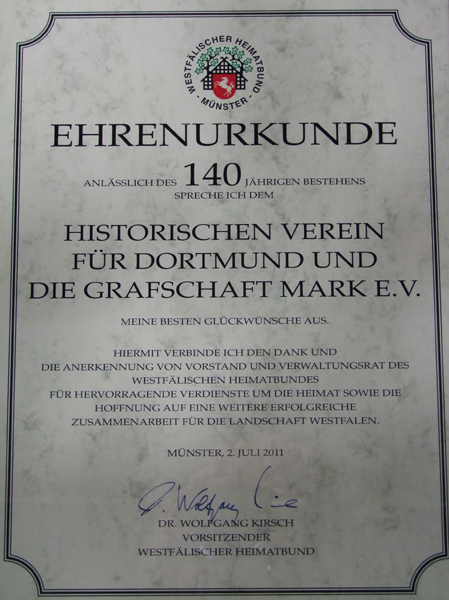 WESTFÄLISCHER HEIMATBUND
- MÜNSTER -
EHRENURKUNDE
ANLÄSSLICH DES 140 JÄHRIGEN BESTEHENS
SPRECHE ICH DEM
HISTORISCHEN VEREIN
FÜR DORTMUND UND
DIE GRAFSCHAFT MARK E.V.
MEINE BESTEN GLÜCKWÜNSCHE AUS.
HIERMIT VERBINDE ICH DEN DANK UND
DIE ANERKENNUNG VON VORSTAND UND VERWALTUNGSRAT DES
WESTFÄLISCHEN HEIMATBUNDES
FÜR HERVORRAGENDE VERDIENSTE UM DIE HEIMAT SOWIE DIE
HOFFNUNG AUF EINE WEITERE ERFOLGREICHE
ZUSAMMENARBEIT FÜR DIE LANDSCHAFT WESTFALEN.
MÜNSTER, 2. JULI 2011
DR. WOLFGANG KIRSCH
VORSITZENDER
WESTFÄLISCHER HEIMATBUND